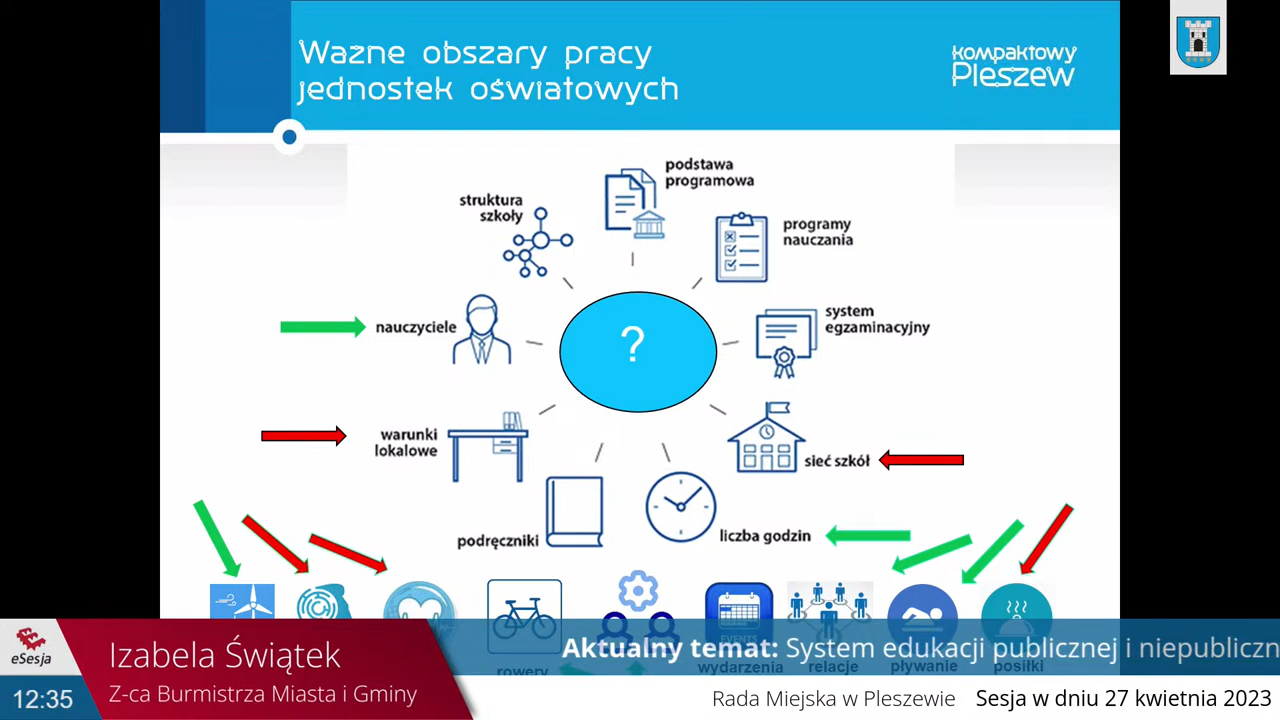 Ważne obszary pracy
jednostek oświatowych
kompaktowy
Pleszew
podstawa
programowa
struktura
szkoły
programy
nauczania
system
egzaminacyjny
nauczyciele
?
warunki
lokalowe
sieć szkół
podręczniki
liczba godzin
EVENTS
rowery
wydarzenia
relacje
pływanie
posiłki
eSesja
12:35
Izabela Świątek
Z-ca Burmistrza Miasta i Gminy
Aktualny temat: System edukacji publicznej i niepubliczn
Rada Miejska w Pleszewie
Sesja w dniu 27 kwietnia 2023